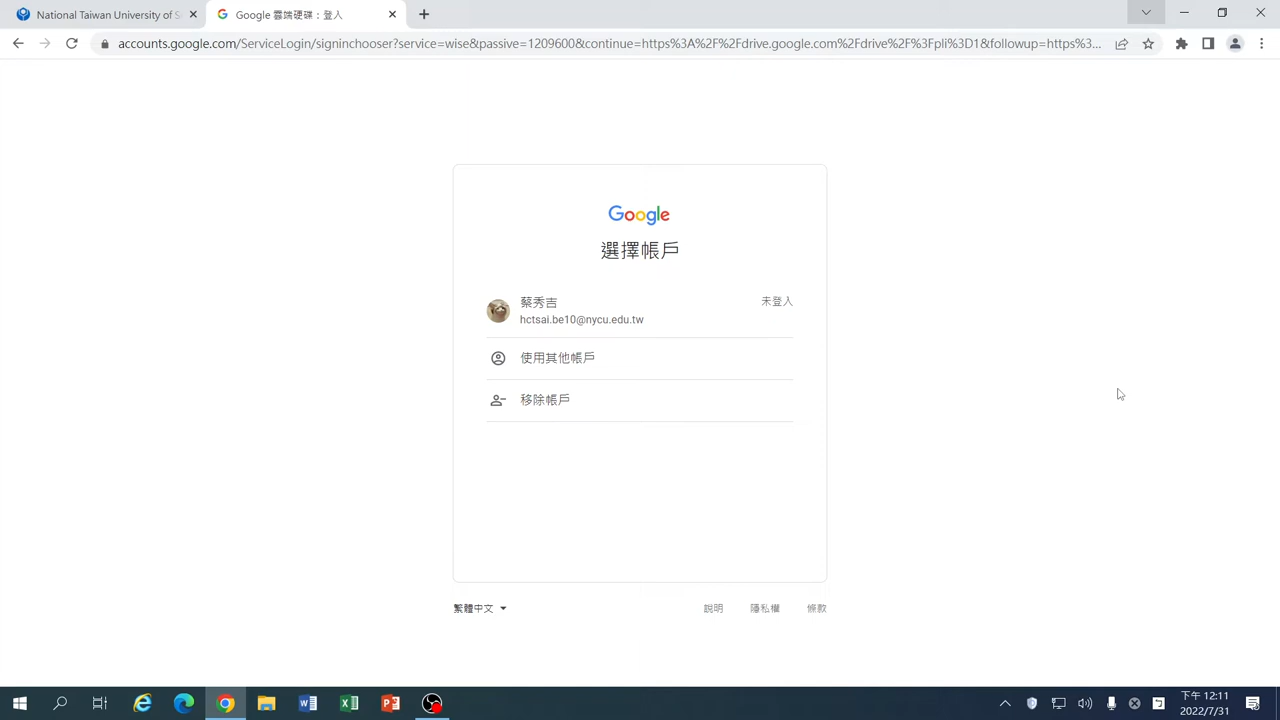 National Taiwan University of S
Google 雲端硬碟：登入
accounts.google.com/ServiceLogin/signinchooser?service=wise&passive=1209600&continue=https%3A%2F%2Fdrive.google.com%2Fdrive%2F%3Fpli%3D1&followup=https%3...
Google
選擇帳戶
蔡秀吉
未登入
hctsai.be10@nycu.edu.tw
使用其他帳戶
移除帳戶
繁體中文
說明
隱私權
條款
下午 12:11
2022/7/31